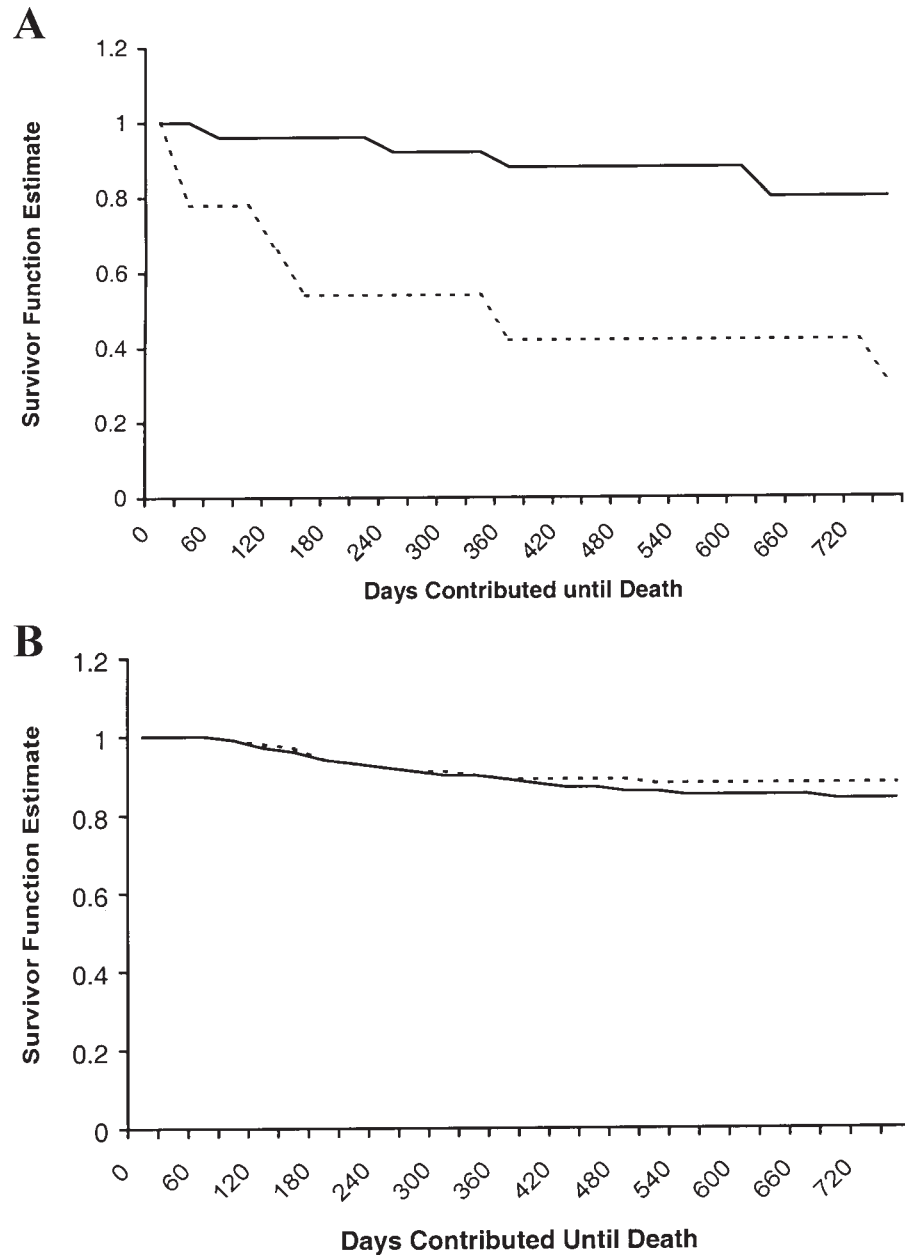 A
1.2
1
0.8
0.6
0.4
0.2
0
Survivor Function Estimate
0 60 120 180 240 300 360 420 480 540 600 660 720
Days Contributed until Death
B
1.2
1
0.8
0.6
0.4
0.2
0
Survivor Function Estimate
0 60 120 180 240 300 360 420 480 540 600 660 720
Days Contributed Until Death